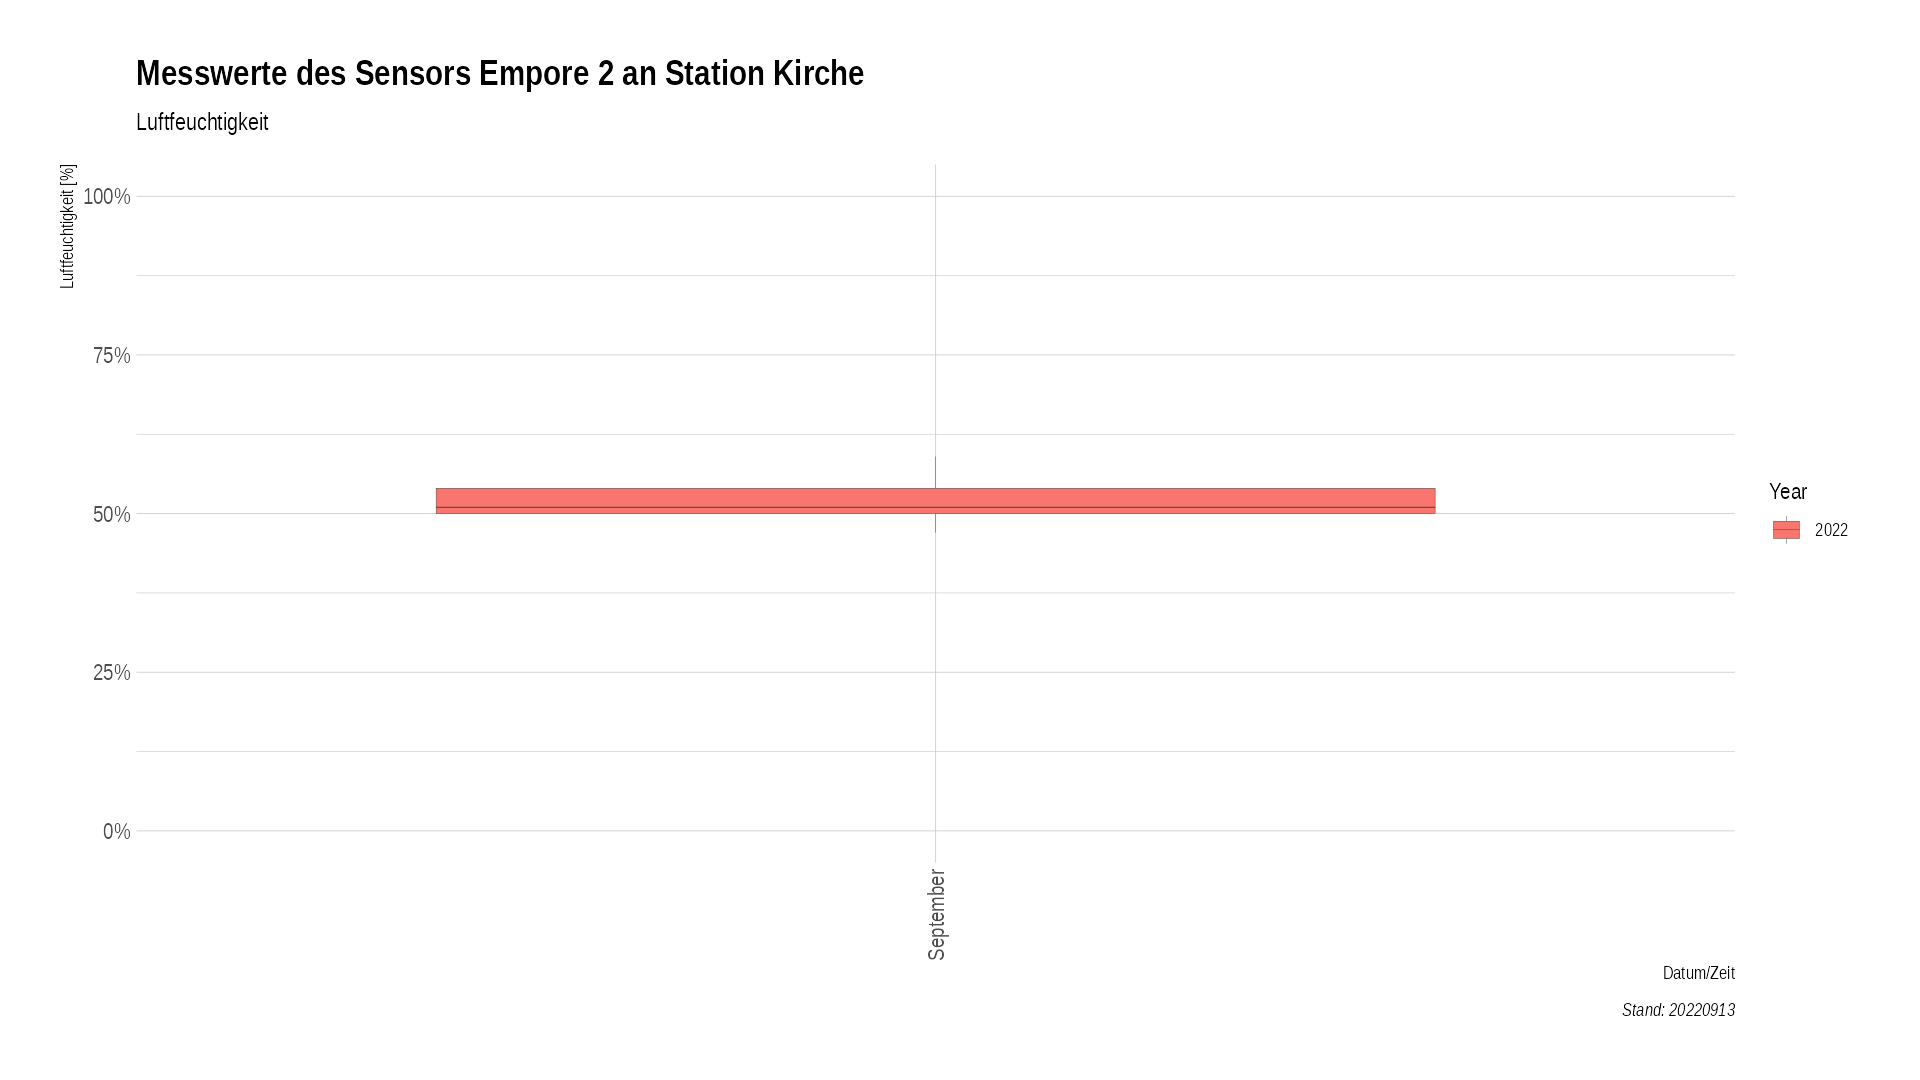 Messwerte des Sensors Empore 2 an Station Kirche
Luftfeuchtigkeit
Luftfeuchtigkeit [%]
100%
75%
50%
25%
0%
September
Datum/Zeit
Year
2022
Stand: 20220913